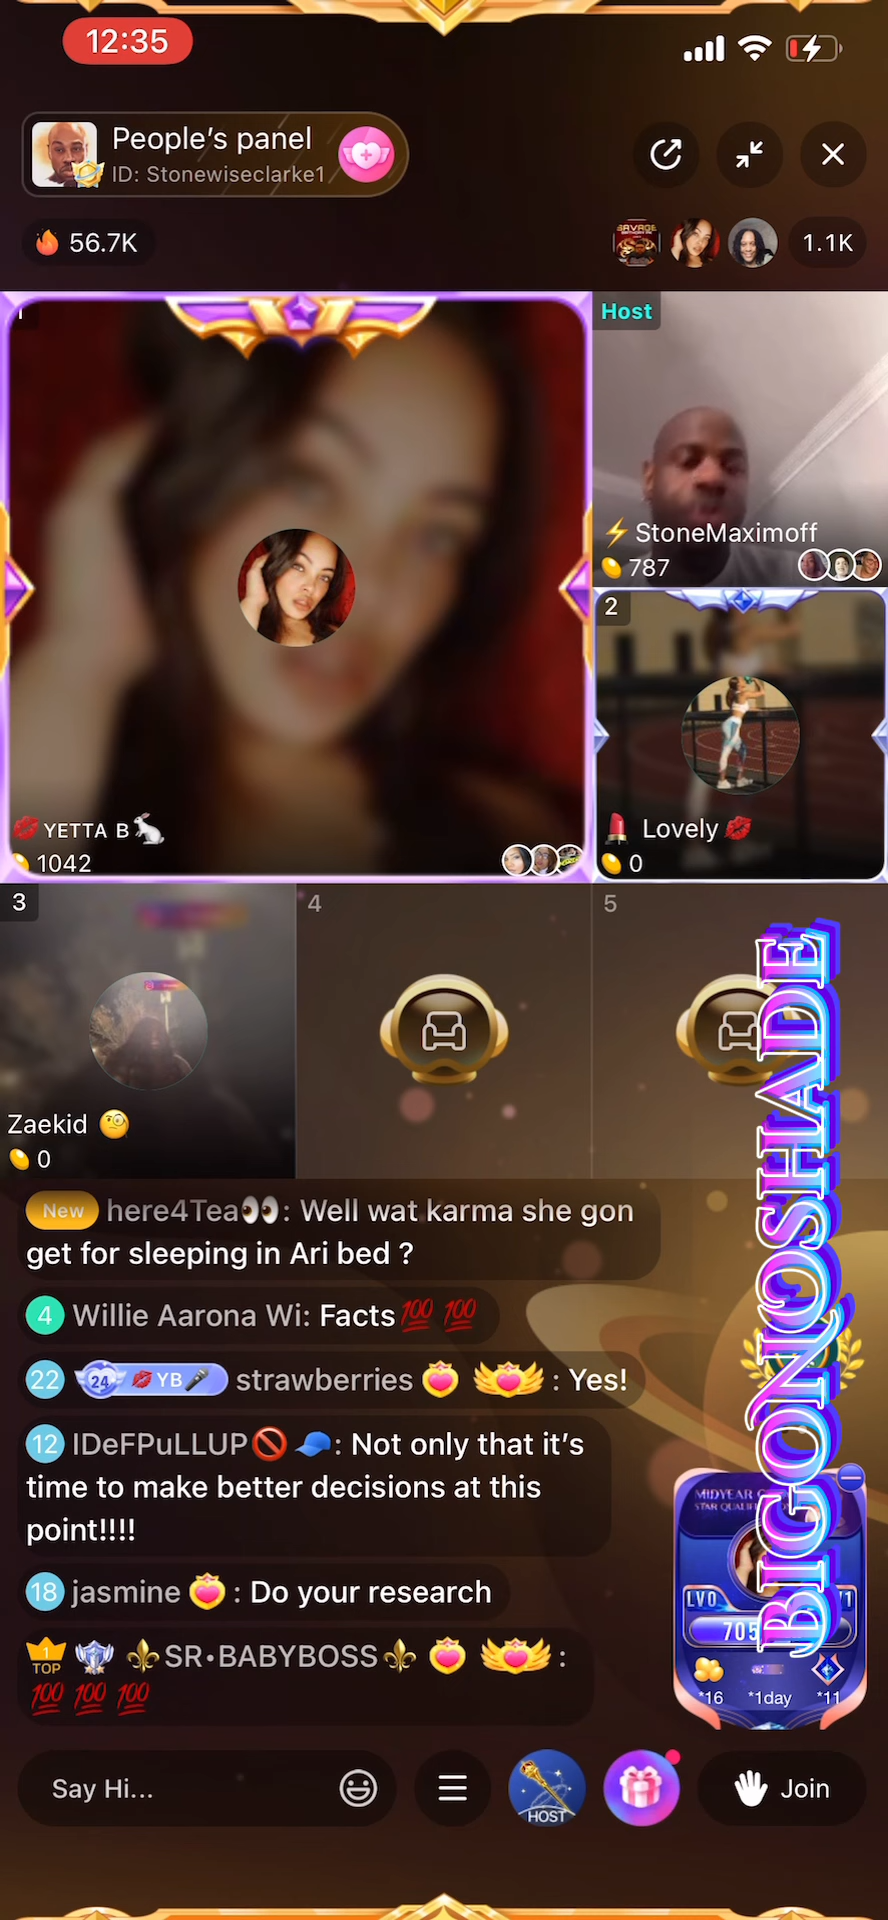 12:35
People's panel
ID: Stonewiseclarke1
56.7K
1.1K
Host
⚡StoneMaximoff
787
2
💄 Lovely💋
0
💋YETTA B🐇
1042
3
4
5
Zaekid 🧐
0
BIGONOSHADE
New here4Tea👀: Well wat karma she gon
get for sleeping in Ari bed ?
4 Willie Aarona Wi: Facts💯 💯
22 24 💋YB🎤 strawberries : Yes!
12 IDeFPuLLUP🚫 🧢: Not only that it's
time to make better decisions at this
point!!!!
18 jasmine : Do your research
1 TOP ⚜SR•BABYBOSS⚜ :
💯 💯 💯
MIDYEAR
LV0
705
*16 *1day *11
Say Hi...
HOST
Join